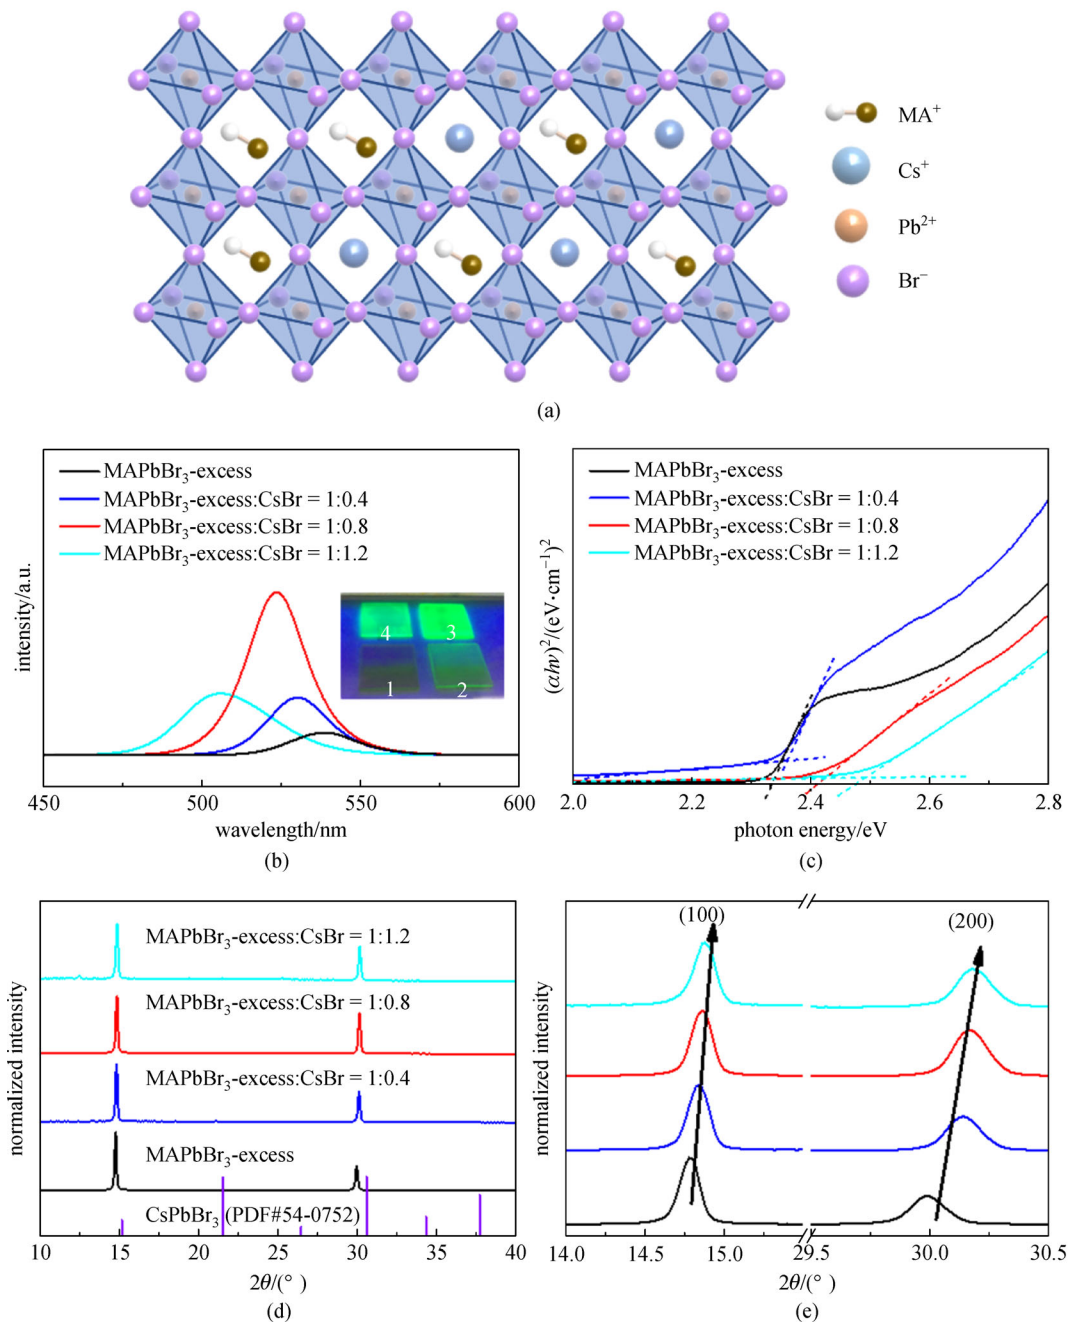 MA⁺
Cs⁺
Pb²⁺
Br⁻
(a)
MAPbBr₃-excess
MAPbBr₃-excess:CsBr = 1:0.4
MAPbBr₃-excess:CsBr = 1:0.8
MAPbBr₃-excess:CsBr = 1:1.2
intensity/a.u.
4 3
1 2
450 500 550 600
wavelength/nm
(b)
MAPbBr₃-excess
MAPbBr₃-excess:CsBr = 1:0.4
MAPbBr₃-excess:CsBr = 1:0.8
MAPbBr₃-excess:CsBr = 1:1.2
(αhν)²/(eV·cm⁻¹)²
2.0 2.2 2.4 2.6 2.8
photon energy/eV
(c)
MAPbBr₃-excess:CsBr = 1:1.2
MAPbBr₃-excess:CsBr = 1:0.8
MAPbBr₃-excess:CsBr = 1:0.4
MAPbBr₃-excess
CsPbBr₃ (PDF#54-0752)
normalized intensity
10 15 20 25 30 35 40
2θ/(° )
(d)
(100)
(200)
normalized intensity
14.0 14.5 15.0 30.0 30.5
2θ/(° )
(e)